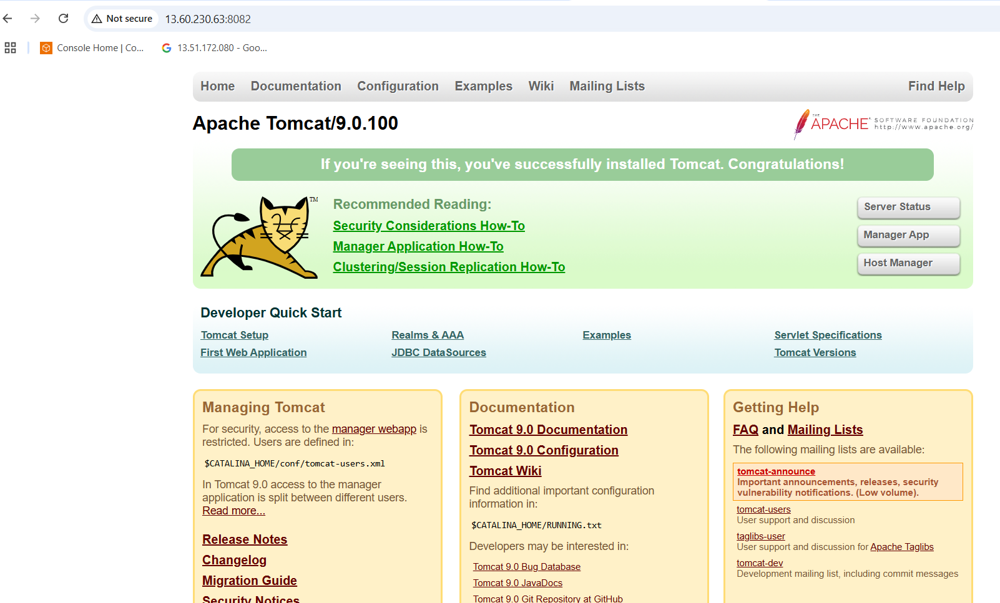 Not secure
13.60.230.63:8082
Console Home | Co...
13.51.172.080 - Goo...
Home Documentation Configuration Examples Wiki Mailing Lists Find Help
Apache Tomcat/9.0.100
THE APACHE SOFTWARE FOUNDATION
http://www.apache.org/
If you're seeing this, you've successfully installed Tomcat. Congratulations!
TM
Recommended Reading:
Security Considerations How-To
Manager Application How-To
Clustering/Session Replication How-To
Server Status
Manager App
Host Manager
Developer Quick Start
Tomcat Setup
First Web Application
Realms & AAA
JDBC DataSources
Examples
Servlet Specifications
Tomcat Versions
Managing Tomcat
For security, access to the manager webapp is
restricted. Users are defined in:
$CATALINA_HOME/conf/tomcat-users.xml
In Tomcat 9.0 access to the manager
application is split between different users.
Read more...
Release Notes
Changelog
Migration Guide
Security Notices
Documentation
Tomcat 9.0 Documentation
Tomcat 9.0 Configuration
Tomcat Wiki
Find additional important configuration
information in:
$CATALINA_HOME/RUNNING.txt
Developers may be interested in:
Tomcat 9.0 Bug Database
Tomcat 9.0 JavaDocs
Tomcat 9.0 Git Repository at GitHub
Getting Help
FAQ and Mailing Lists
The following mailing lists are available:
tomcat-announce
Important announcements, releases, security
vulnerability notifications. (Low volume).
tomcat-users
User support and discussion
taglibs-user
User support and discussion for Apache Taglibs
tomcat-dev
Development mailing list, including commit messages